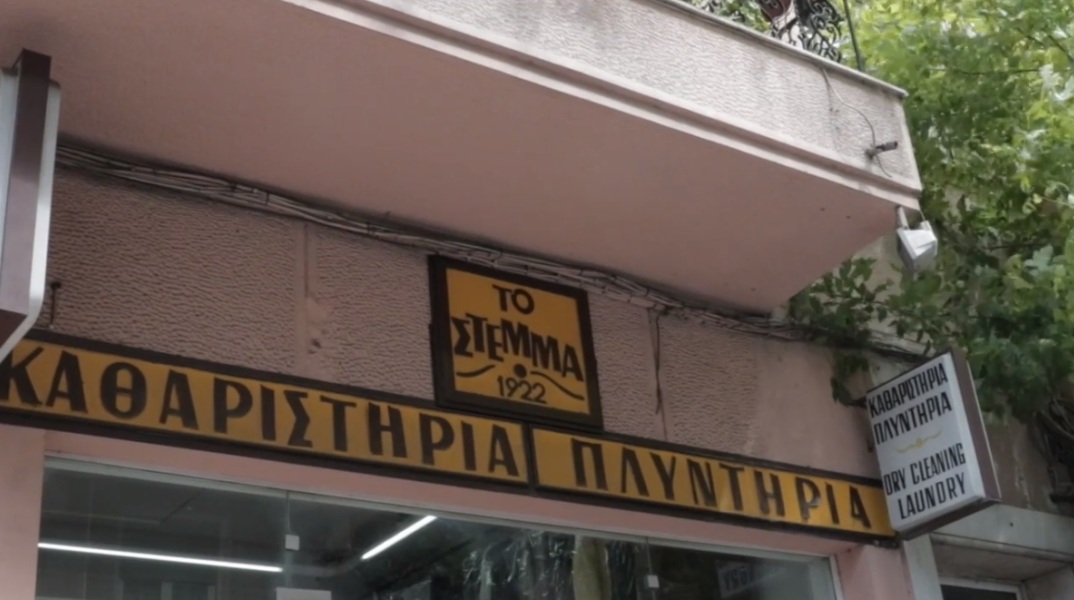 ΤΟ
ΣΤΕΜΜΑ
1922
ΚΑΘΑΡΙΣΤΗΡΙΑ ΠΛΥΝΤΗΡΙΑ
ΚΑΘΑΡΙΣΤΗΡΙΑ
ΠΛΥΝΤΗΡΙΑ
DRY CLEANING
LAUNDRY